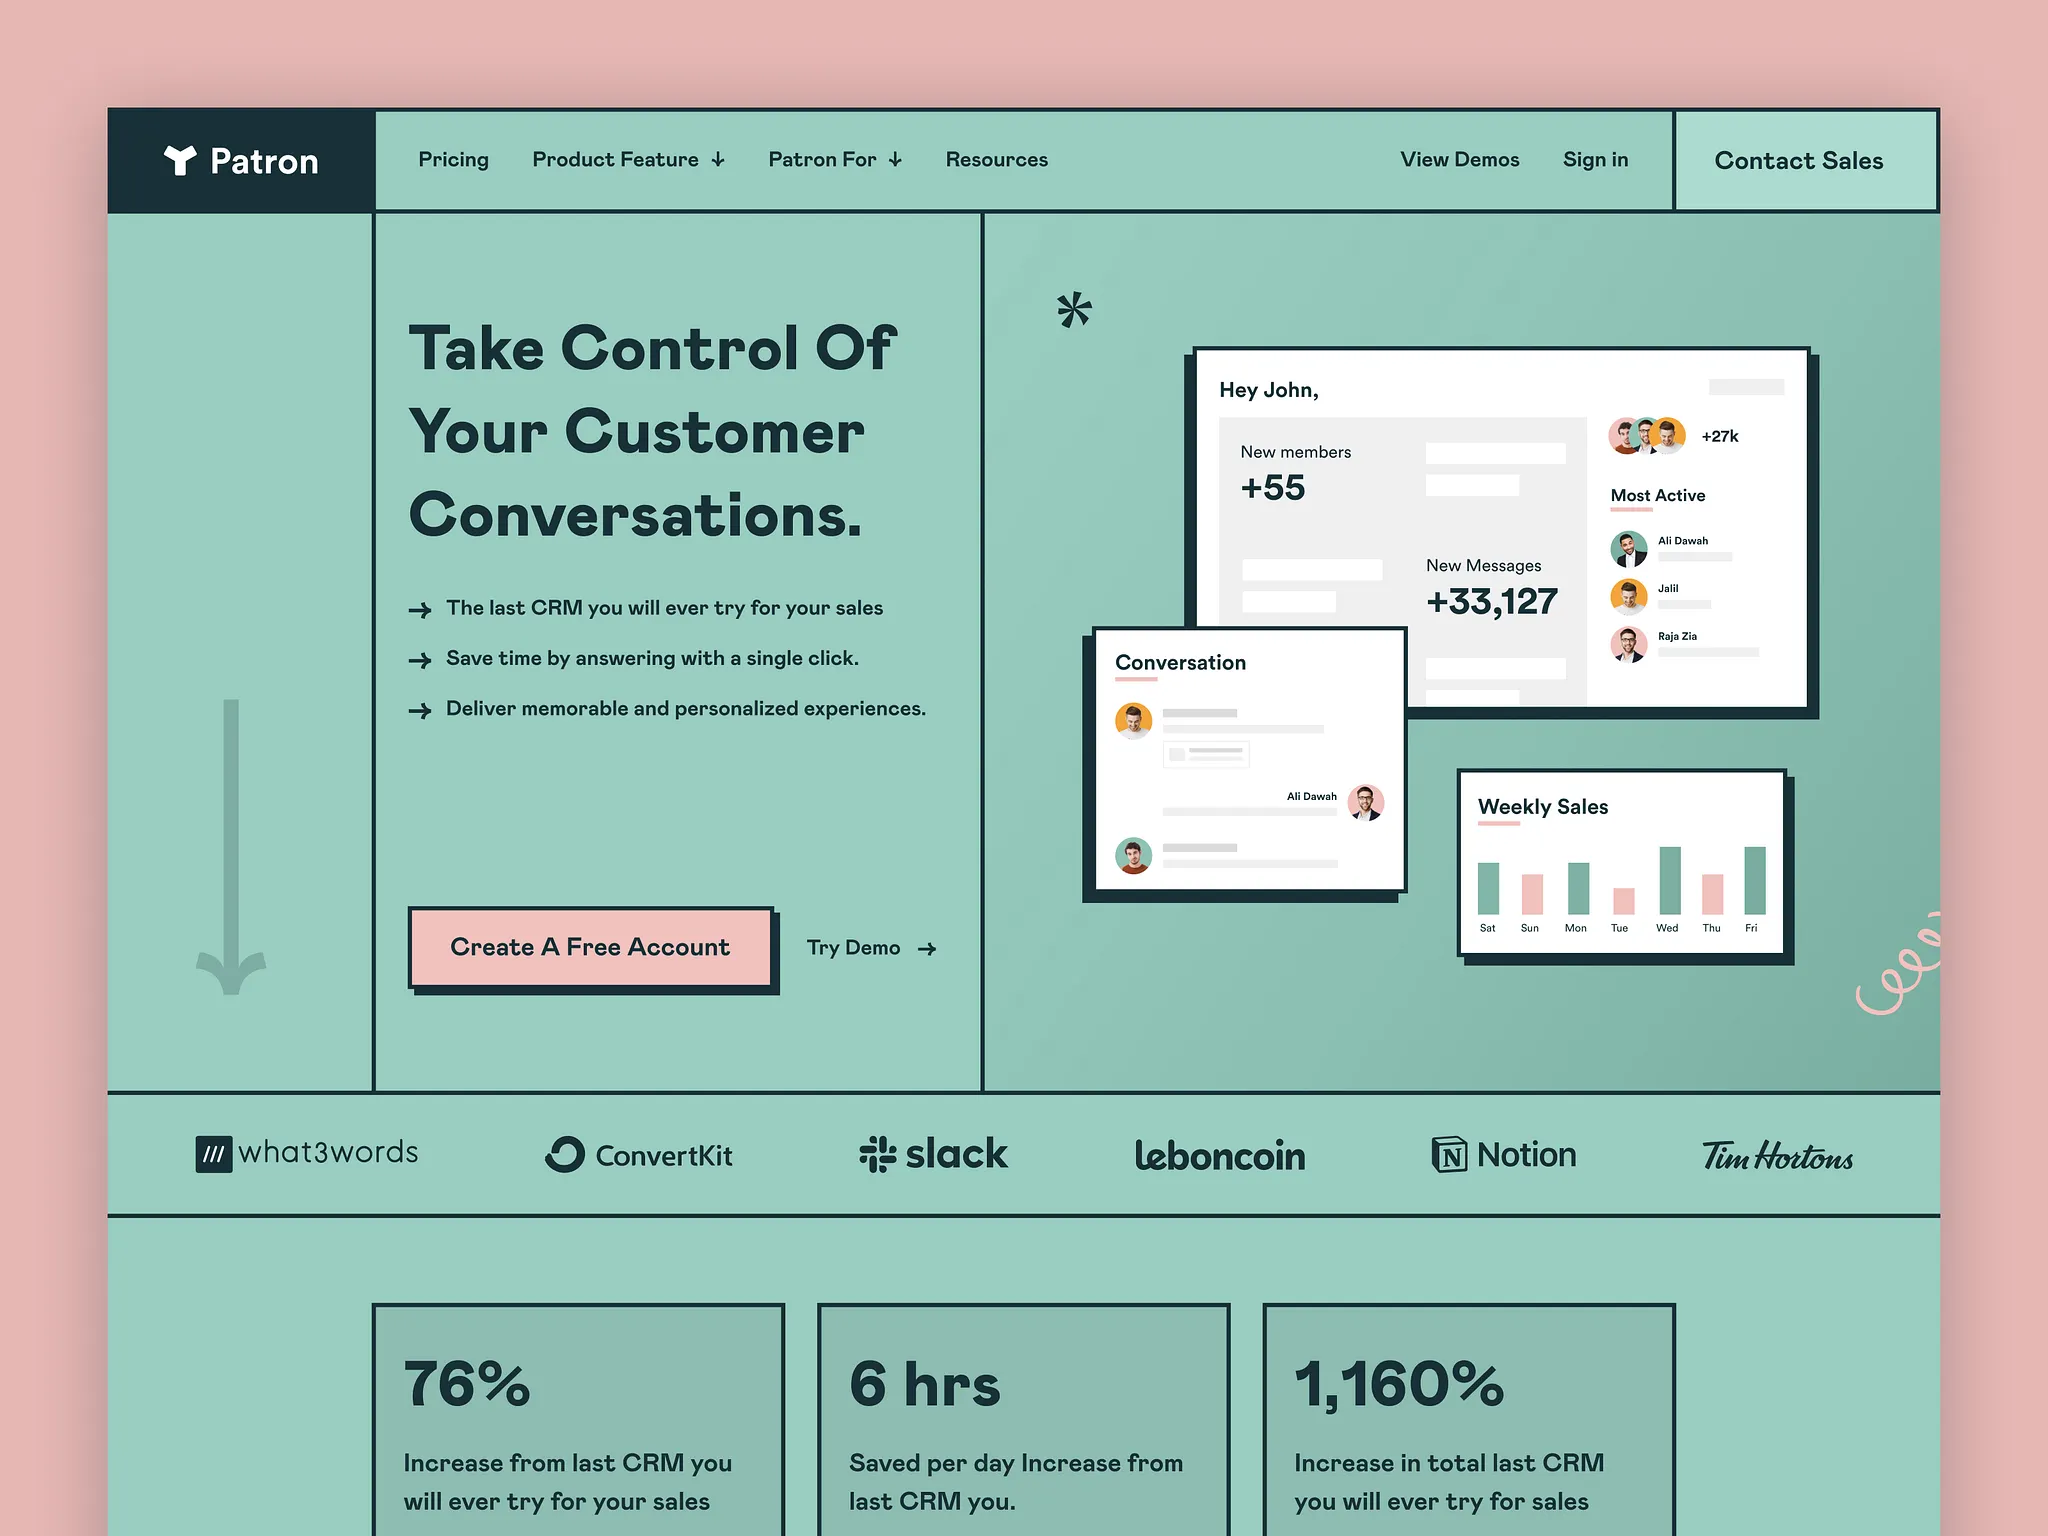 Patron
Pricing
Product Feature
Patron For
Resources
View Demos
Sign in
Contact Sales
Take Control Of
Your Customer
Conversations.
The last CRM you will ever try for your sales
Save time by answering with a single click.
Deliver memorable and personalized experiences.
Create A Free Account
Try Demo
Hey John,
New members
+55
New Messages
+33,127
+27k
Most Active
Ali Dawah
Jalil
Raja Zia
Conversation
Ali Dawah
Weekly Sales
Sat Sun Mon Tue Wed Thu Fri
what3words
ConvertKit
slack
leboncoin
Notion
Tim Hortons
76%
Increase from last CRM you
will ever try for your sales
6 hrs
Saved per day Increase from
last CRM you.
1,160%
Increase in total last CRM
you will ever try for sales